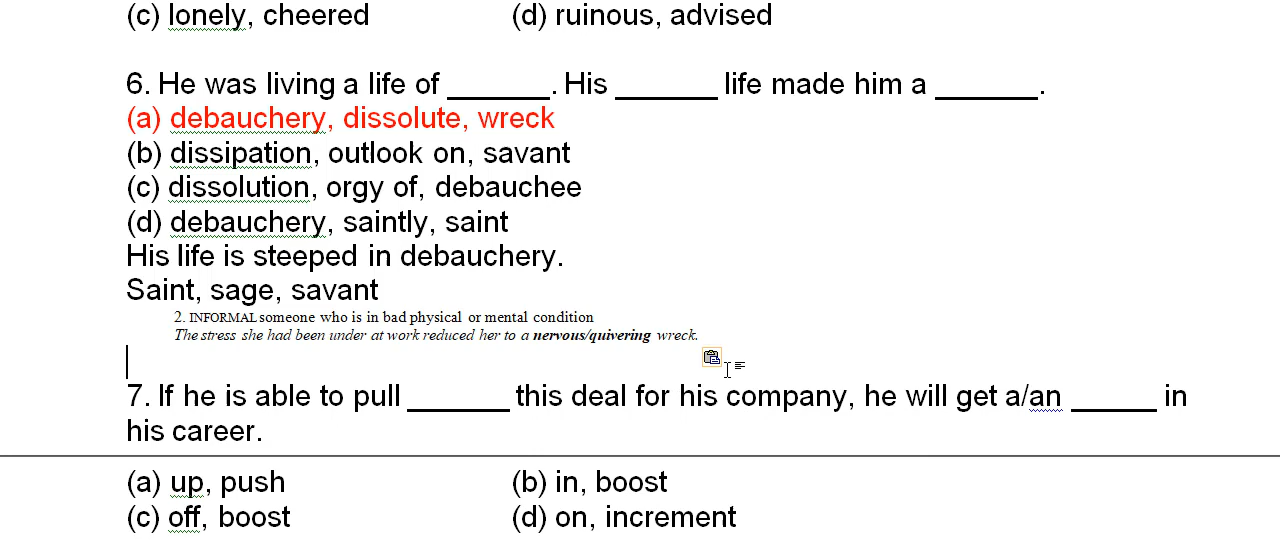 (c) lonely, cheered (d) ruinous, advised
6. He was living a life of ______. His ______ life made him a ______.
(a) debauchery, dissolute, wreck
(b) dissipation, outlook on, savant
(c) dissolution, orgy of, debauchee
(d) debauchery, saintly, saint
His life is steeped in debauchery.
Saint, sage, savant
2. INFORMAL someone who is in bad physical or mental condition
The stress she had been under at work reduced her to a nervous/quivering wreck.
7. If he is able to pull ______ this deal for his company, he will get a/an _____ in
his career.
(a) up, push (b) in, boost
(c) off, boost (d) on, increment